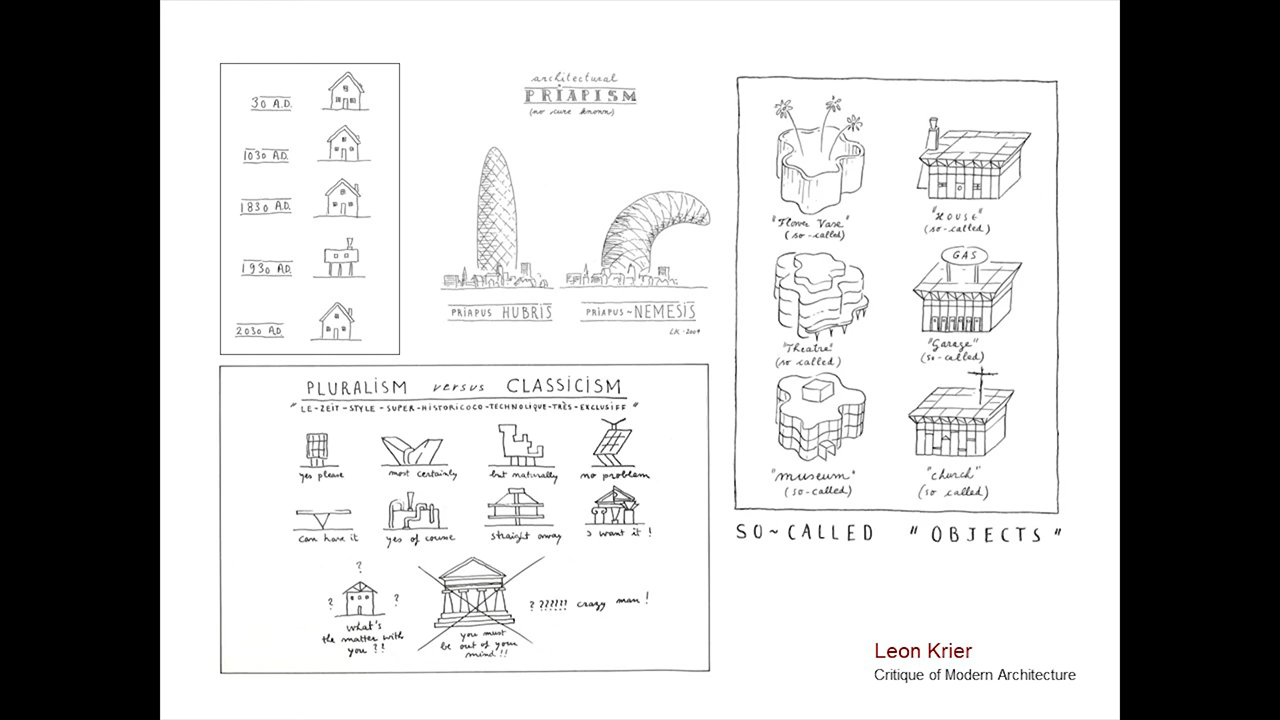 30 A.D.
1030 A.D.
1830 A.D.
1930 A.D.
2030 A.D.
architectural
PRIAPISM
(no cure known)
PRIAPUS HUBRIS
PRIAPUS~NEMESIS
LK-2009
PLURALISM versus CLASSICISM
"LE-ZEIT-STYLE-SUPER-HISTORICOCO-TECHNOLIQUE-TRÈS-EXCLUSIFF"
yes please
most certainly
but naturally
no problem
can have it
yes of course
straight away
I want it!
?
?
?
what's
the matter with
you ?!
you must
be out of your
mind!!
? ?????? crazy man!
"Flower Vase"
(so-called)
"HOUSE"
(so-called)
GAS
"Theatre"
(so called)
"Garage"
(so-called)
"museum"
(so-called)
"church"
(so called)
SO~CALLED "OBJECTS"
Leon Krier
Critique of Modern Architecture